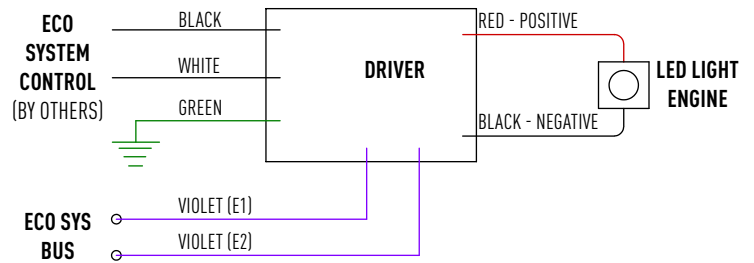 ECO
SYSTEM
CONTROL
(BY OTHERS)
BLACK
WHITE
GREEN
DRIVER
RED - POSITIVE
BLACK - NEGATIVE
LED LIGHT
ENGINE
ECO SYS
BUS
VIOLET (E1)
VIOLET (E2)